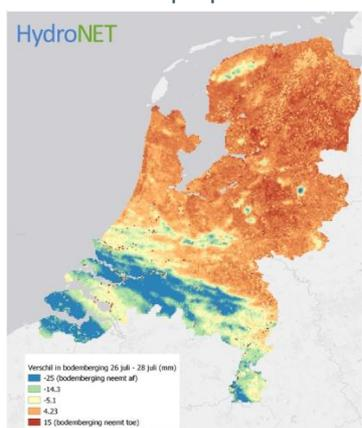 HydroNET
Verschil in bodemberging 26 juli - 28 juli (mm)
-25 (bodemberging neemt af)
-14.3
-5.1
4.23
15 (bodemberging neemt toe)